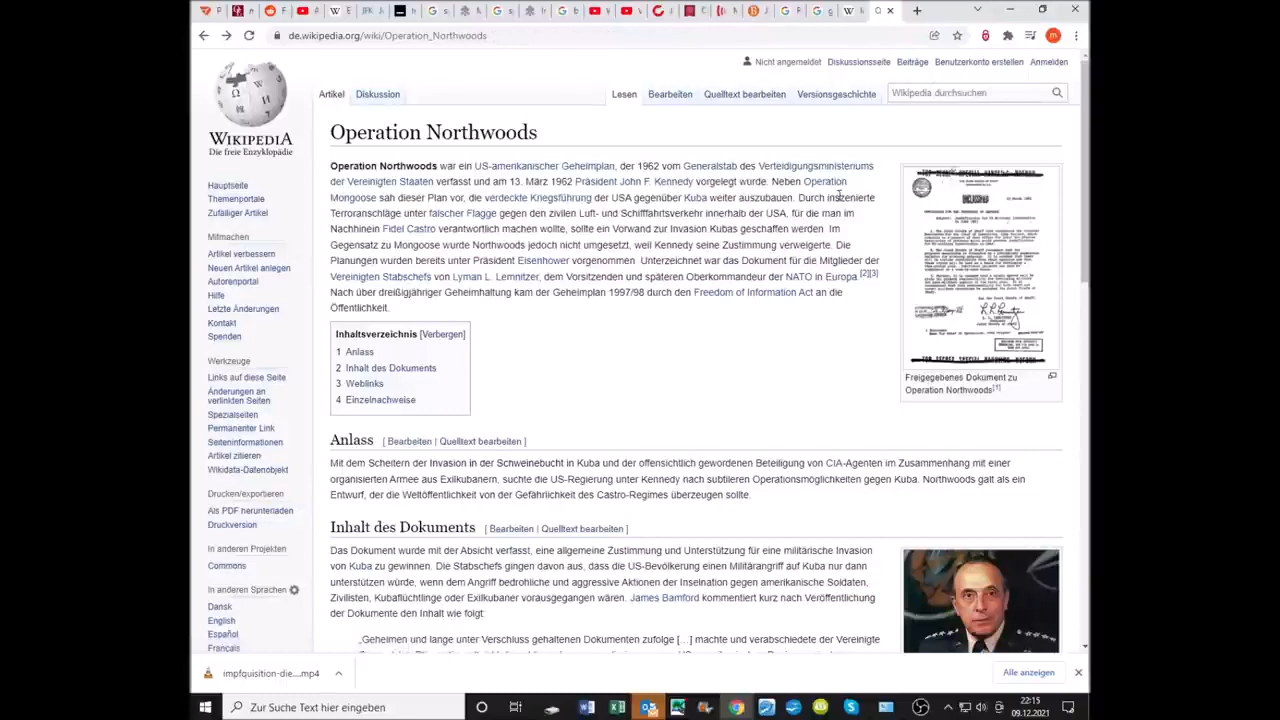 de.wikipedia.org/wiki/Operation_Northwoods
Nicht angemeldet Diskussionsseite Beiträge Benutzerkonto erstellen Anmelden
Artikel Diskussion Lesen Bearbeiten Quelltext bearbeiten Versionsgeschichte Wikipedia durchsuchen
WIKIPEDIA
Die freie Enzyklopädie
Hauptseite
Themenportale
Zufälliger Artikel
Mitmachen
Artikel verbessern
Neuen Artikel anlegen
Autorenportal
Hilfe
Letzte Änderungen
Kontakt
Spenden
Werkzeuge
Links auf diese Seite
Änderungen an
verlinkten Seiten
Spezialseiten
Permanenter Link
Seiteninformationen
Artikel zitieren
Wikidata-Datenobjekt
Drucken/exportieren
Als PDF herunterladen
Druckversion
In anderen Projekten
Commons
In anderen Sprachen
Dansk
English
Español
Français
Operation Northwoods
Operation Northwoods war ein US-amerikanischer Geheimplan, der 1962 vom Generalstab des Verteidigungsministeriums
der Vereinigten Staaten verfasst und am 13. März 1962 Präsident John F. Kennedy vorgelegt wurde. Neben Operation
Mongoose sah dieser Plan vor, die verdeckte Kriegsführung der USA gegenüber Kuba weiter auszubauen. Durch inszenierte
Terroranschläge unter falscher Flagge gegen den zivilen Luft- und Schifffahrtsverkehr innerhalb der USA, für die man im
Nachhinein Fidel Castro verantwortlich machen wollte, sollte ein Vorwand zur Invasion Kubas geschaffen werden. Im
Gegensatz zu Mongoose wurde Northwoods jedoch nicht umgesetzt, weil Kennedy seine Zustimmung verweigerte. Die
Planungen wurden bereits unter Präsident Eisenhower vorgenommen. Unterzeichnet war das Dokument für die Mitglieder der
Vereinigten Stabschefs von Lyman L. Lemnitzer, dem Vorsitzenden und späteren Oberkommandeur der NATO in Europa.[2][3]
Nach über dreißigjähriger Geheimhaltung kam der Geheimplan 1997/98 durch den Freedom of Information Act an die
Öffentlichkeit.
UNCLASSIFIED
Freigegebenes Dokument zu
Operation Northwoods[1]
Inhaltsverzeichnis [Verbergen]
1 Anlass
2 Inhalt des Dokuments
3 Weblinks
4 Einzelnachweise
Anlass [ Bearbeiten | Quelltext bearbeiten ]
Mit dem Scheitern der Invasion in der Schweinebucht in Kuba und der offensichtlich gewordenen Beteiligung von CIA-Agenten im Zusammenhang mit einer
organisierten Armee aus Exilkubanern, suchte die US-Regierung unter Kennedy nach subtileren Operationsmöglichkeiten gegen Kuba. Northwoods galt als ein
Entwurf, der die Weltöffentlichkeit von der Gefährlichkeit des Castro-Regimes überzeugen sollte.
Inhalt des Dokuments [ Bearbeiten | Quelltext bearbeiten ]
Das Dokument wurde mit der Absicht verfasst, eine allgemeine Zustimmung und Unterstützung für eine militärische Invasion
von Kuba zu gewinnen. Die Stabschefs gingen davon aus, dass die US-Bevölkerung einen Militärangriff auf Kuba nur dann
unterstützen würde, wenn dem Angriff bedrohliche und aggressive Aktionen der Inselnation gegen amerikanische Soldaten,
Zivilisten, Kubaflüchtlinge oder Exilkubaner vorausgegangen wären. James Bamford kommentiert kurz nach Veröffentlichung
der Dokumente den Inhalt wie folgt:
„Geheimen und lange unter Verschluss gehaltenen Dokumenten zufolge [...] machte und verabschiedete der Vereinigte
impfquisition-die....mp4 Alle anzeigen
Zur Suche Text hier eingeben
22:15
09.12.2021